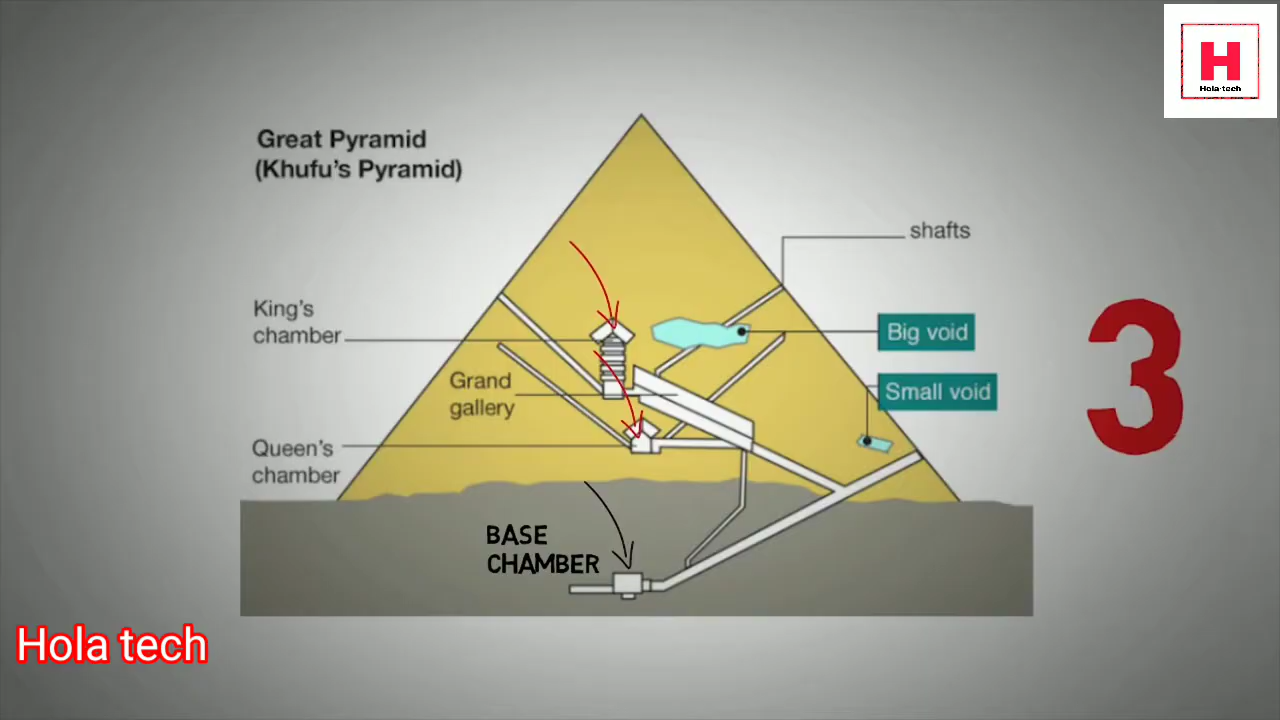 H
Hola-tech
Great Pyramid
(Khufu's Pyramid)
shafts
King's
chamber
Big void
3
Grand
gallery
Small void
Queen's
chamber
BASE
CHAMBER
Hola tech